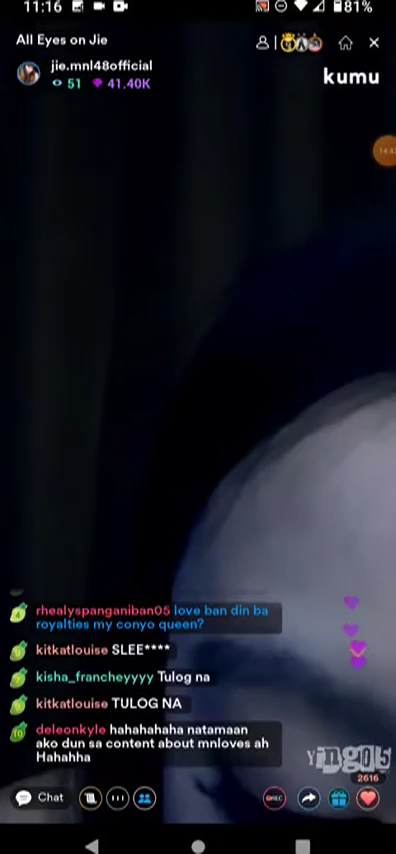 11:16
81%
All Eyes on Jie
jie.mnl48official
51 41.40K
kumu
rhealyspanganiban05 love ban din ba
royalties my conyo queen?
kitkatlouise SLEE****
kisha_francheyyyy Tulog na
kitkatlouise TULOG NA
deleonkyle hahahahaha natamaan
ako dun sa content about mnloves ah
Hahahha
Ying05
2616
Chat
REC